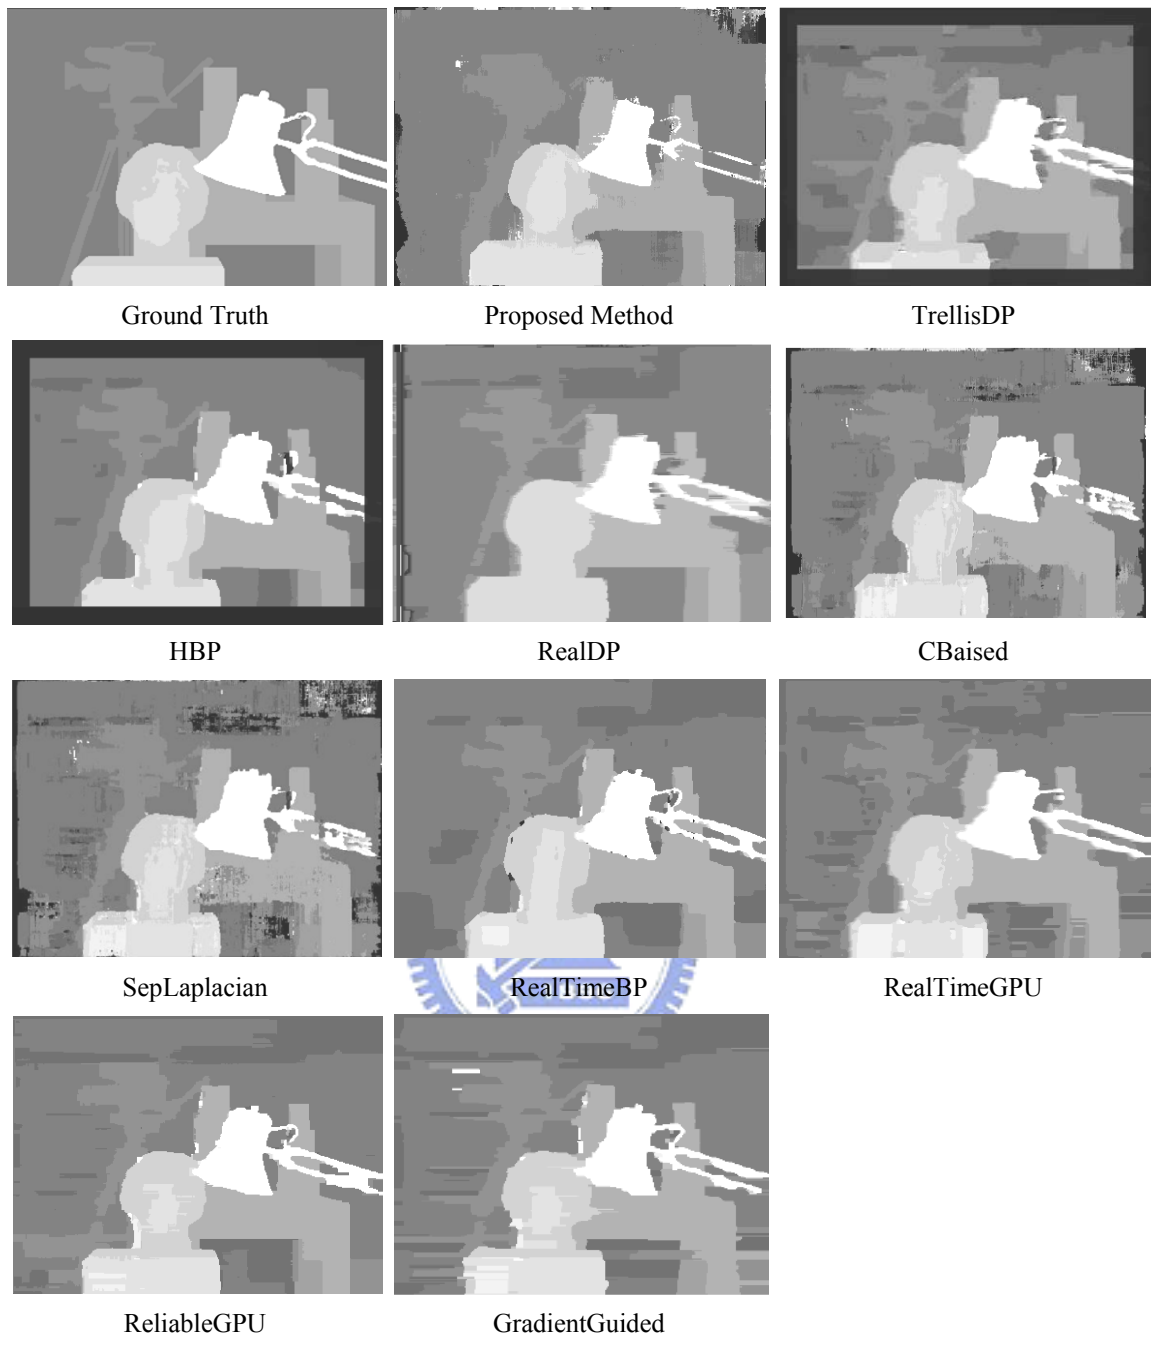 Ground Truth
Proposed Method
TrellisDP
HBP
RealDP
CBaised
SepLaplacian
RealTimeBP
RealTimeGPU
ReliableGPU
GradientGuided